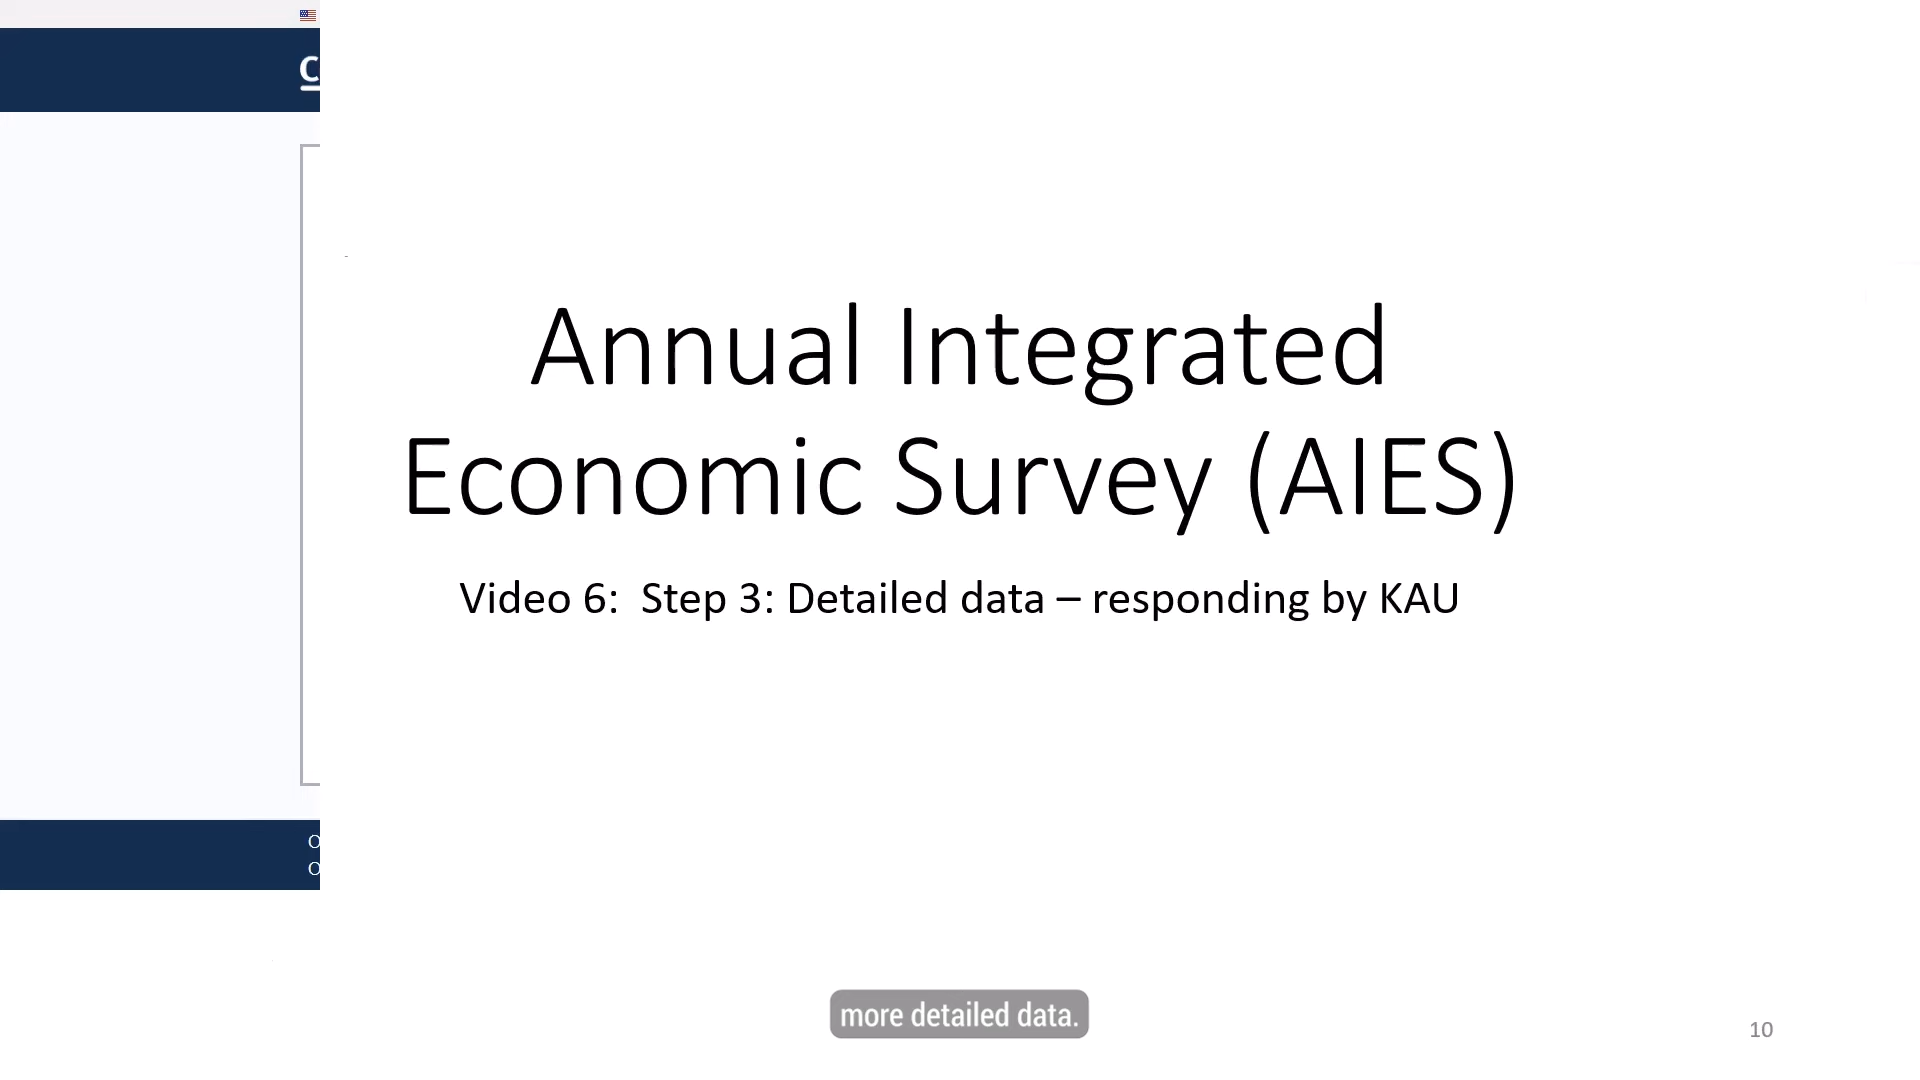 Annual Integrated
Economic Survey (AIES)
Video 6: Step 3: Detailed data – responding by KAU
more detailed data.
10